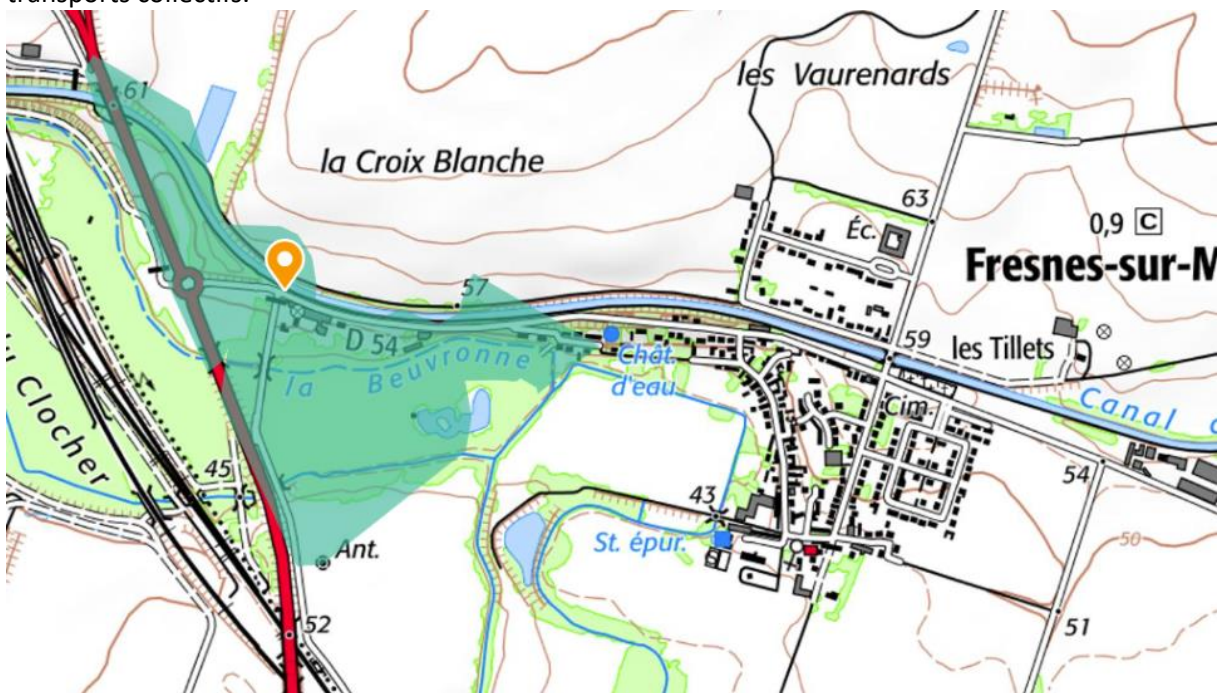 transports collectifs.
les Vaurenards
61
la Croix Blanche
63
0,9 C
Éc.
Fresnes-sur-M
57
59
les Tillets
D 54
la Beuvronne
Chât.
d'eau
Cim.
Canal
Clocher
45
54
43
St. épur.
Ant.
50
52
51